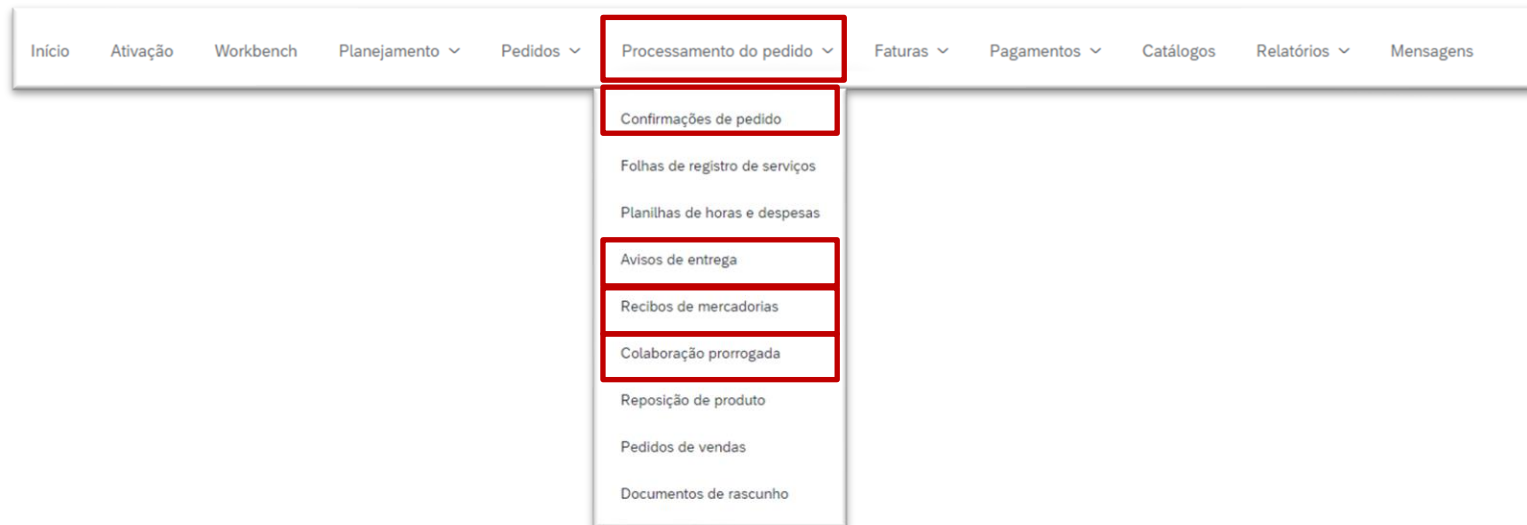 Início Ativação Workbench Planejamento Pedidos Processamento do pedido Faturas Pagamentos Catálogos Relatórios Mensagens
Confirmações de pedido
Folhas de registro de serviços
Planilhas de horas e despesas
Avisos de entrega
Recibos de mercadorias
Colaboração prorrogada
Reposição de produto
Pedidos de vendas
Documentos de rascunho